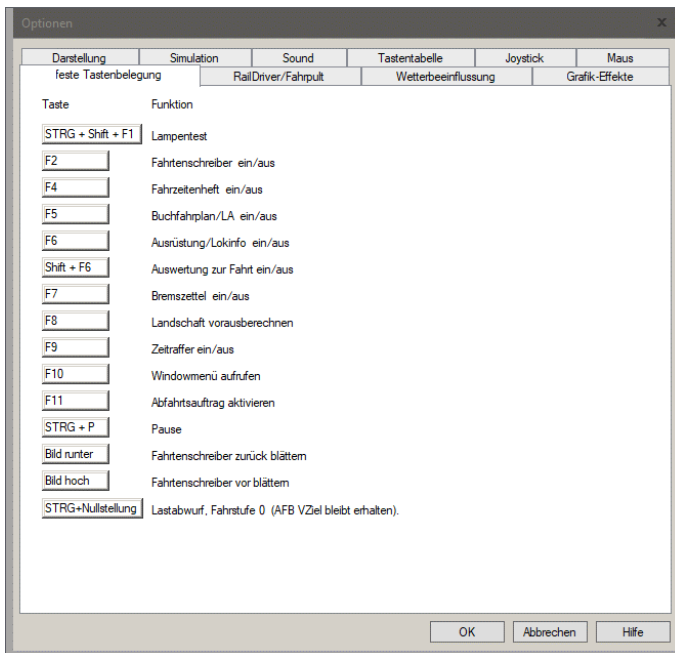 Optionen x
Darstellung Simulation Sound Tastentabelle Joystick Maus
feste Tastenbelegung RailDriver/Fahrpult Wetterbeeinflussung Grafik-Effekte
Taste Funktion
STRG + Shift + F1 Lampentest
F2 Fahrtenschreiber ein/aus
F4 Fahrzeitenheft ein/aus
F5 Buchfahrplan/LA ein/aus
F6 Ausrüstung/Lokinfo ein/aus
Shift + F6 Auswertung zur Fahrt ein/aus
F7 Bremszettel ein/aus
F8 Landschaft vorausberechnen
F9 Zeitraffer ein/aus
F10 Windowmenü aufrufen
F11 Abfahrtsauftrag aktivieren
STRG + P Pause
Bild runter Fahrtenschreiber zurück blättern
Bild hoch Fahrtenschreiber vor blättern
STRG+Nullstellung Lastabwurf, Fahrstufe 0 (AFB VZiel bleibt erhalten).
OK Abbrechen Hilfe